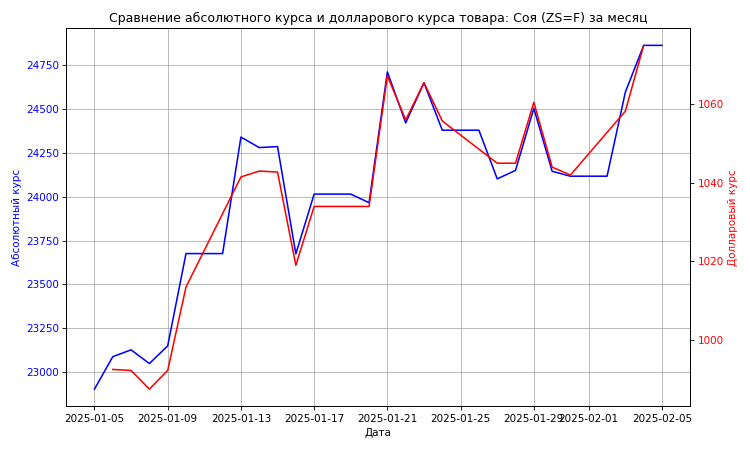 Сравнение абсолютного курса и долларового курса товара: Соя (ZS=F) за месяц
24750
24500
24250
24000
23750
23500
23250
23000
Абсолютный курс
1060
1040
1020
1000
Долларовый курс
2025-01-05 2025-01-09 2025-01-13 2025-01-17 2025-01-21 2025-01-25 2025-01-29 2025-02-01 2025-02-05
Дата